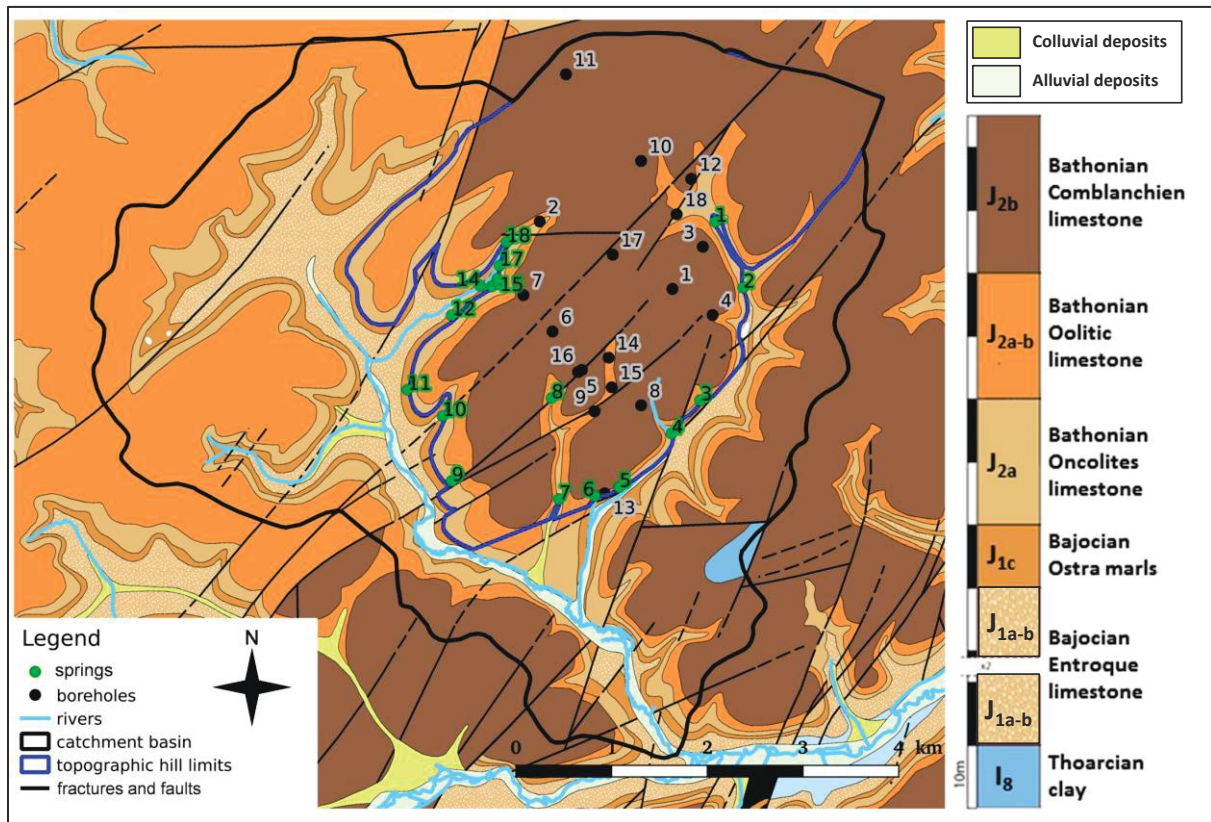 Colluvial deposits
Alluvial deposits
11
10
12
18
2
1
18
3
17
17
14
15
7
1
2
4
12
6
14
16
15
5
11
8
9
8
3
10
4
9
5
7
6
13
Legend
N
springs
boreholes
rivers
catchment basin
topographic hill limits
fractures and faults
0 1 2 3 4 km
J2b
Bathonian
Comblanchien
limestone
J2a-b
Bathonian
Oolitic
limestone
J2a
Bathonian
Oncolites
limestone
J1c
Bajocian
Ostra marls
J1a-b
Bajocian
Entroque
limestone
x2
J1a-b
10m
I8
Thoarcian
clay